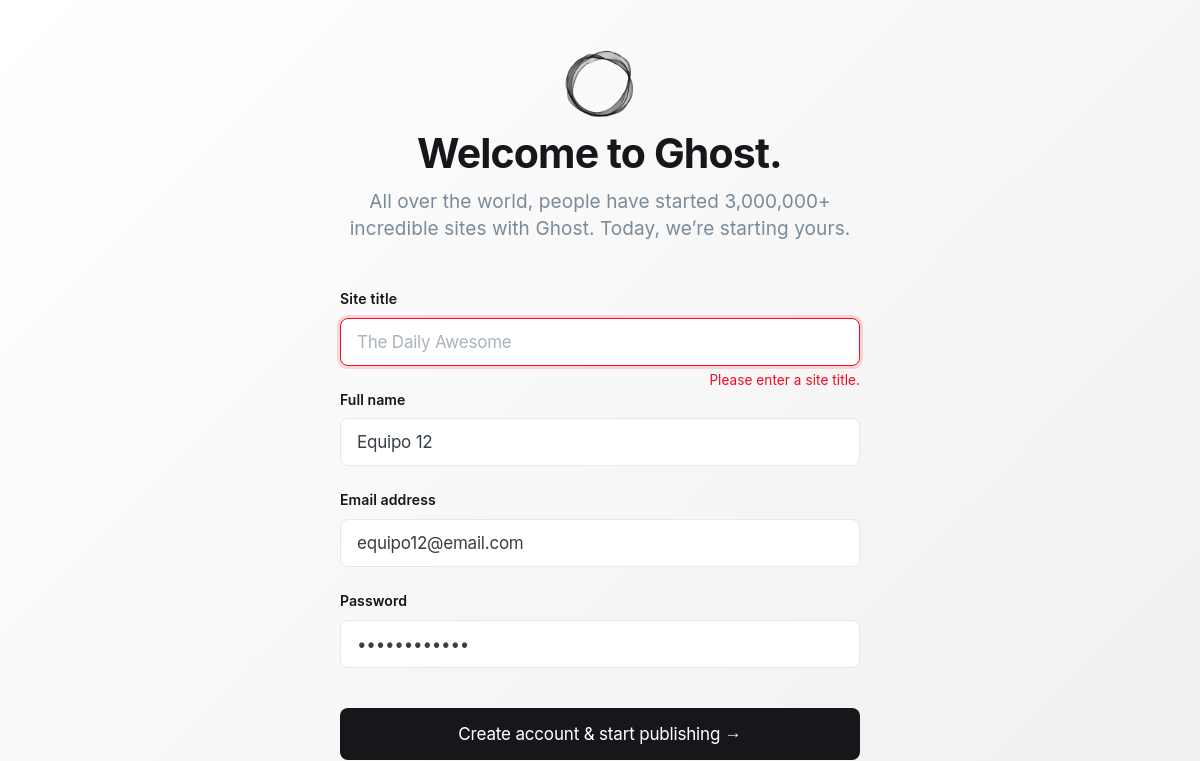 Welcome to Ghost.
All over the world, people have started 3,000,000+
incredible sites with Ghost. Today, we’re starting yours.
Site title
The Daily Awesome
Please enter a site title.
Full name
Equipo 12
Email address
equipo12@email.com
Password
••••••••••••
Create account & start publishing →